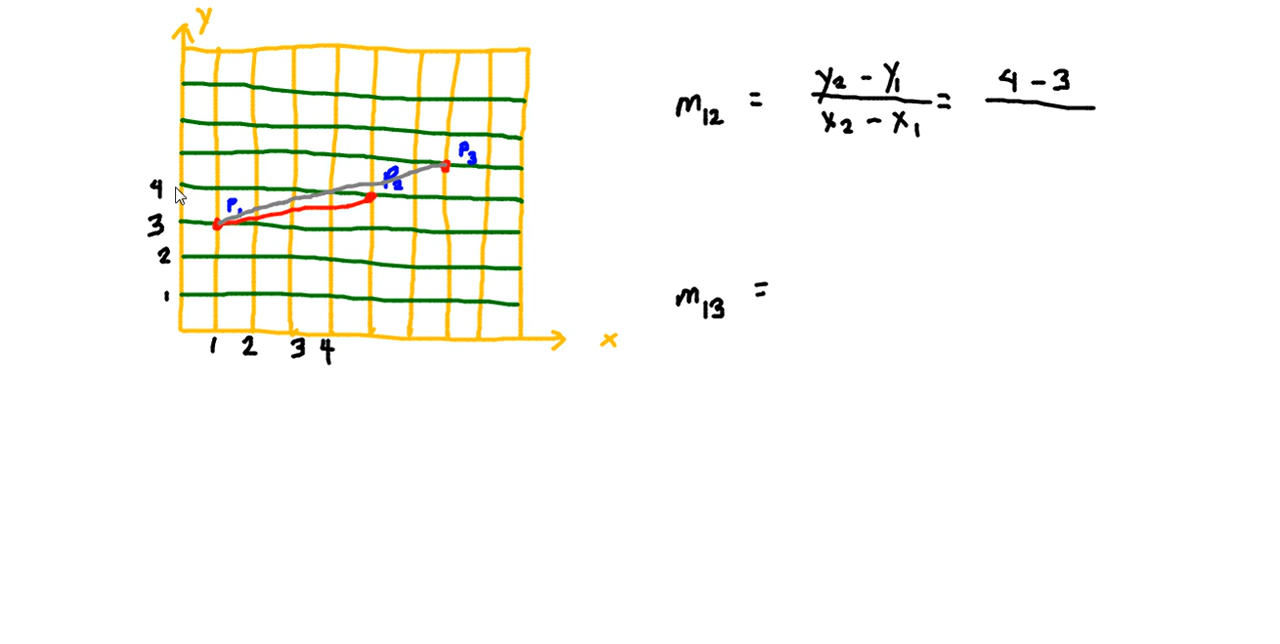 y
P3
P2
4
P1
3
2
1
1 2 3 4
x
m12 = y2 - y1 / x2 - x1 = 4 - 3
m13 =